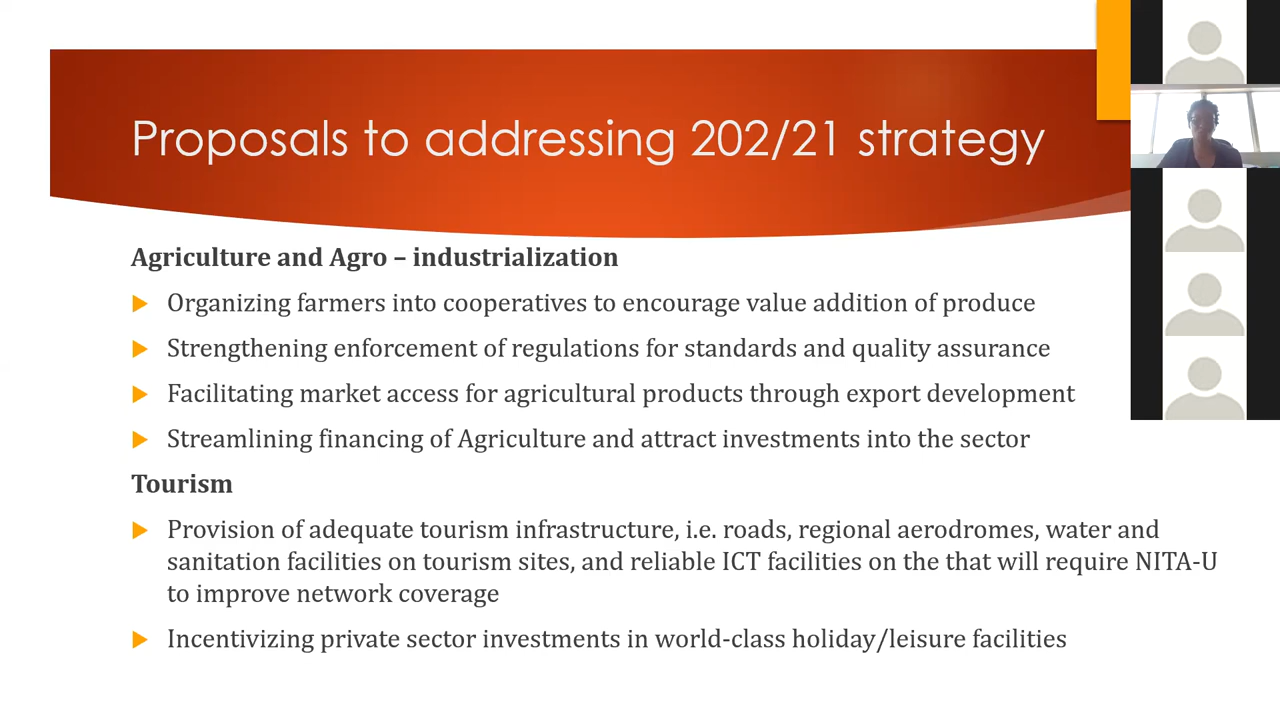 Proposals to addressing 202/21 strategy
Agriculture and Agro – industrialization
Organizing farmers into cooperatives to encourage value addition of produce
Strengthening enforcement of regulations for standards and quality assurance
Facilitating market access for agricultural products through export development
Streamlining financing of Agriculture and attract investments into the sector
Tourism
Provision of adequate tourism infrastructure, i.e. roads, regional aerodromes, water and
sanitation facilities on tourism sites, and reliable ICT facilities on the that will require NITA-U
to improve network coverage
Incentivizing private sector investments in world-class holiday/leisure facilities